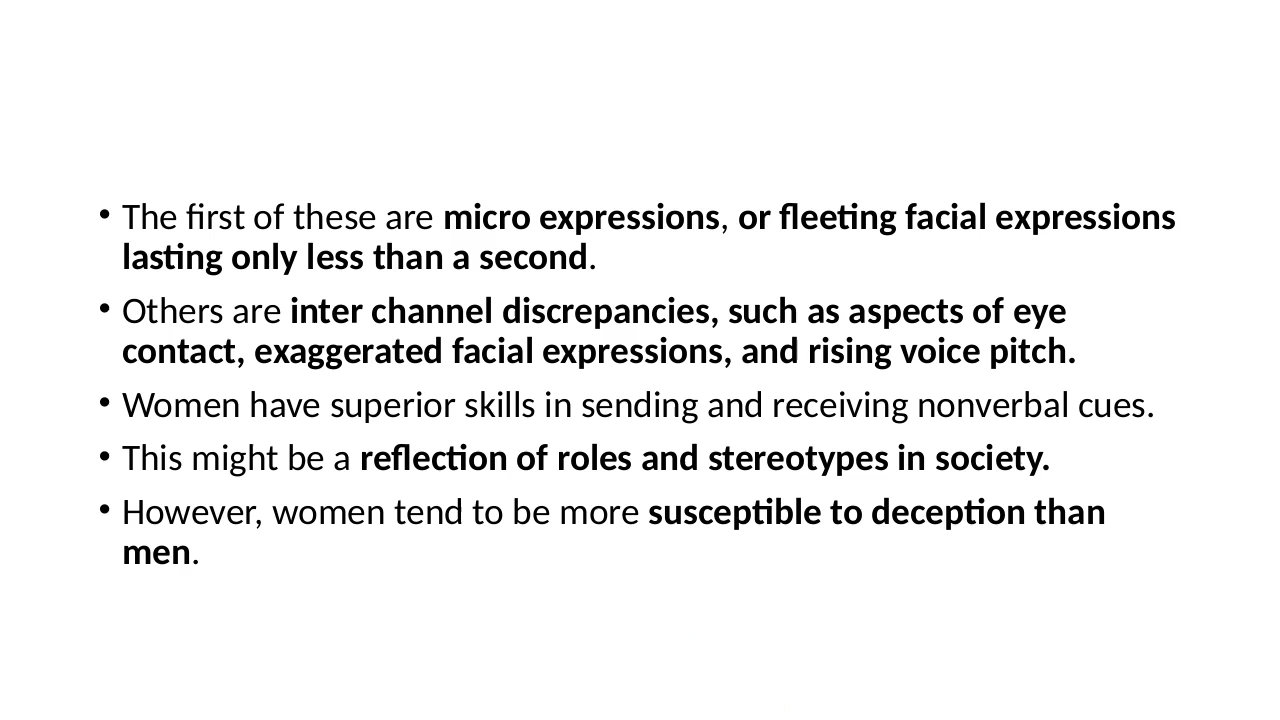 • The first of these are micro expressions, or fleeting facial expressions
lasting only less than a second.
• Others are inter channel discrepancies, such as aspects of eye
contact, exaggerated facial expressions, and rising voice pitch.
• Women have superior skills in sending and receiving nonverbal cues.
• This might be a reflection of roles and stereotypes in society.
• However, women tend to be more susceptible to deception than
men.